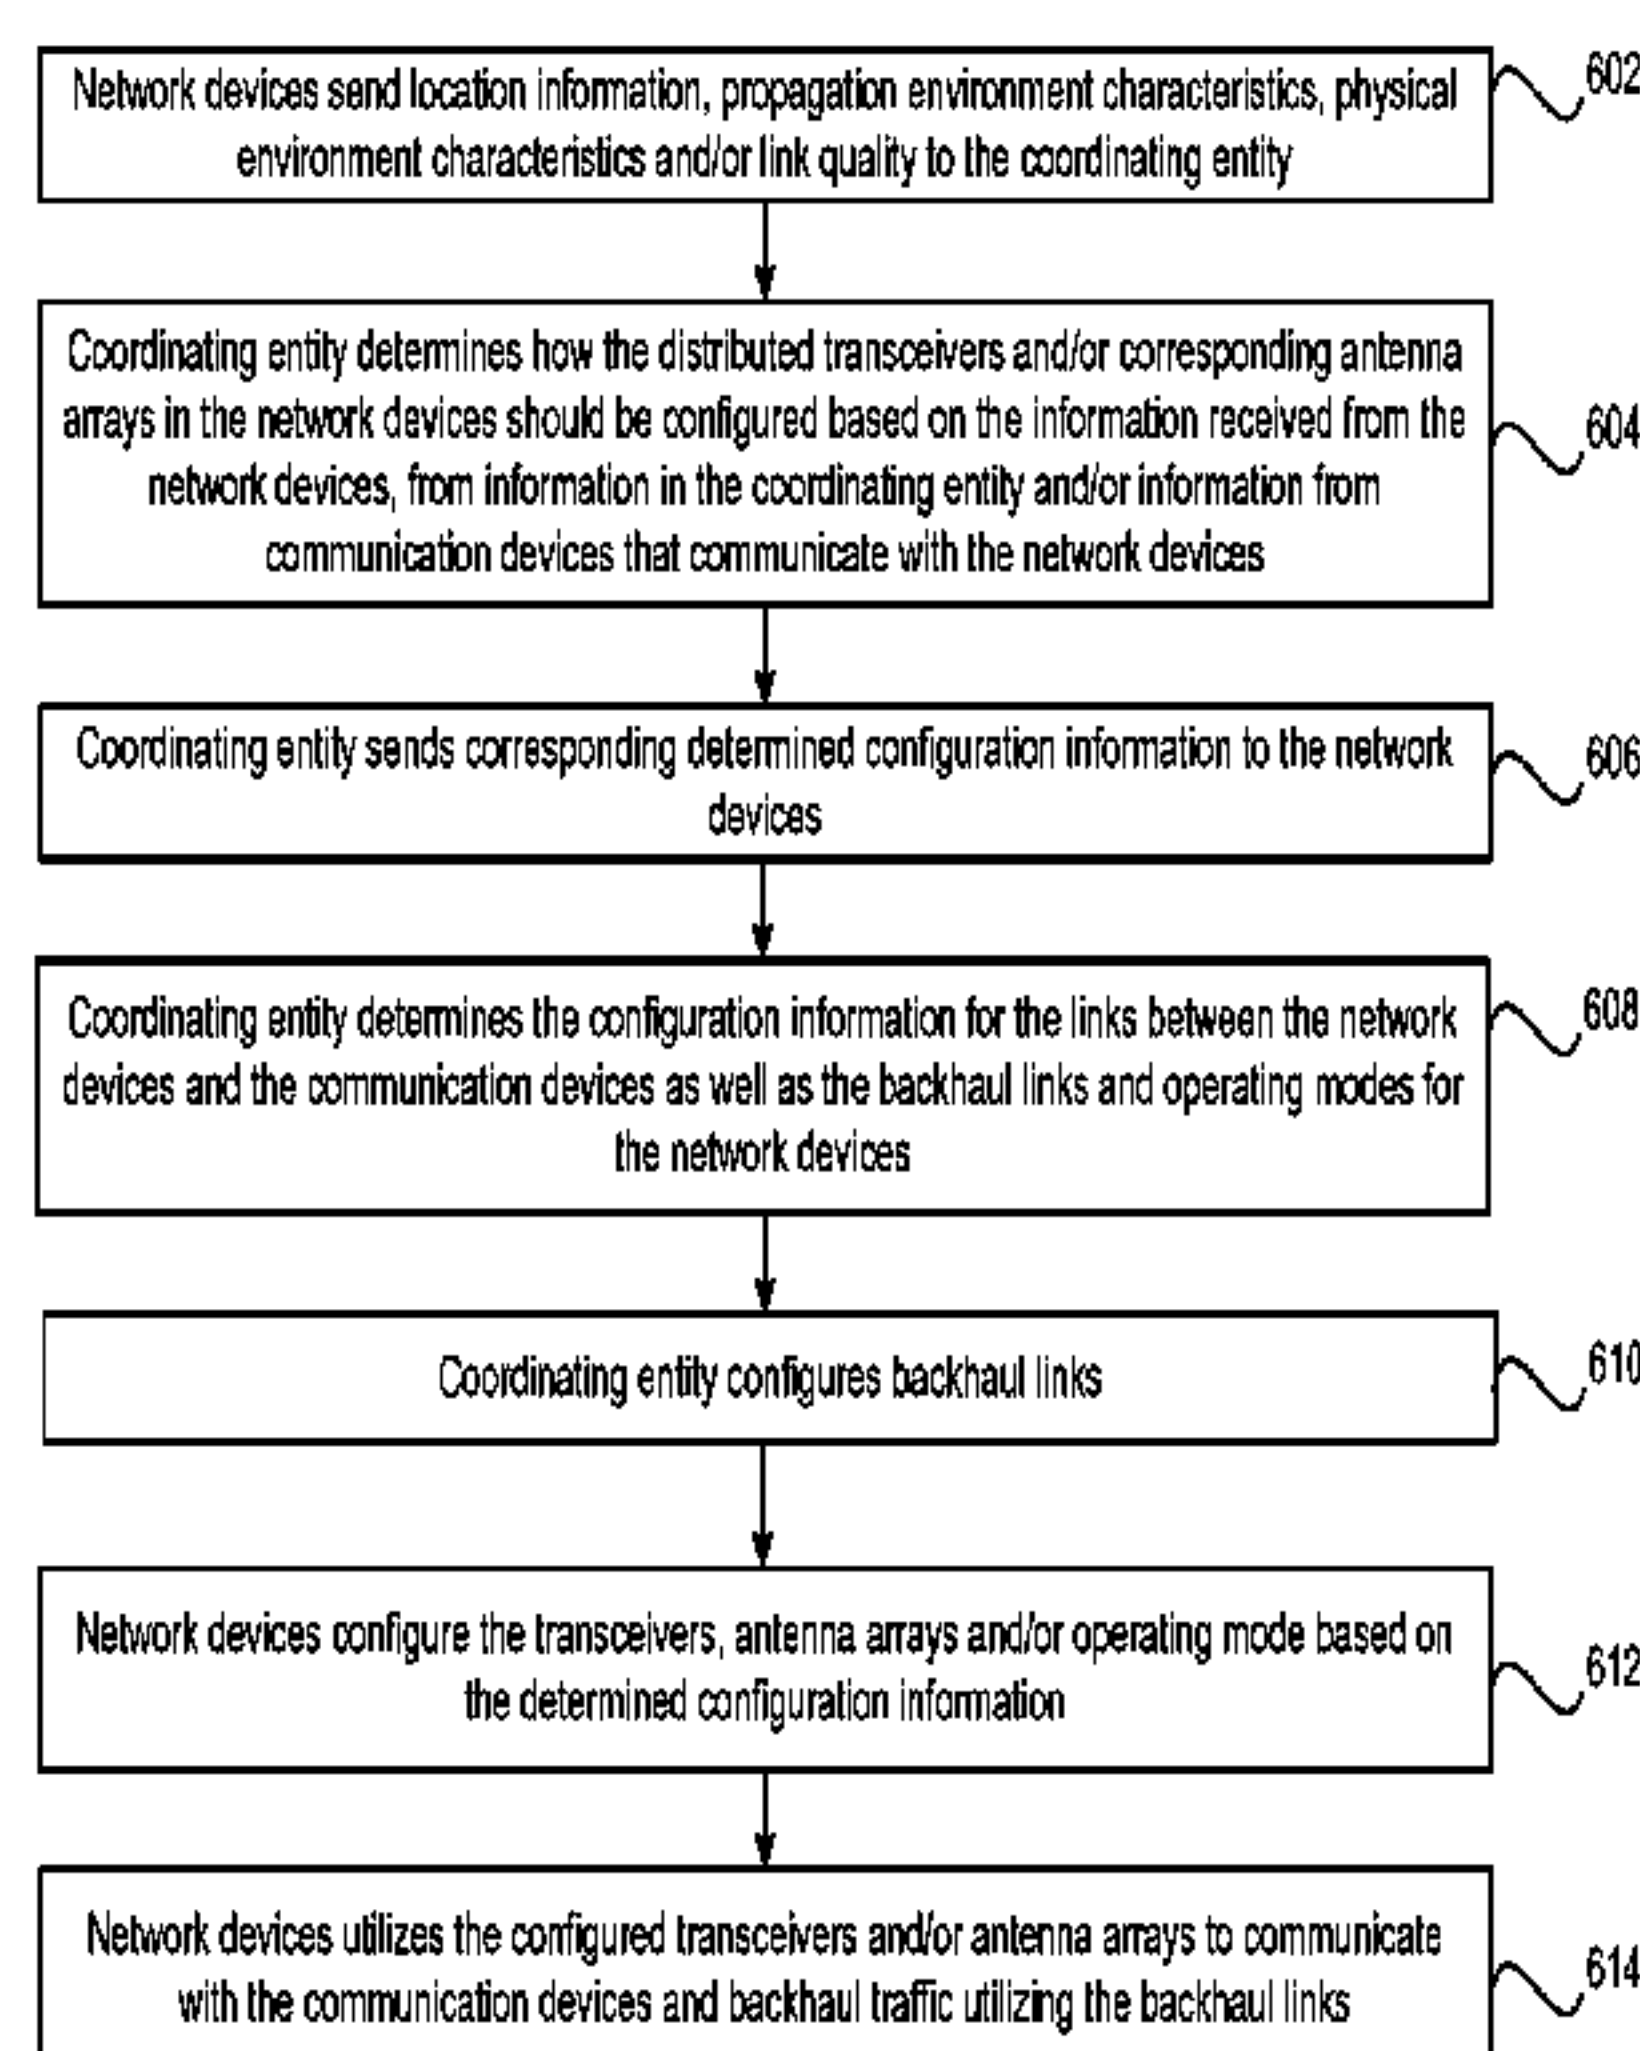 Network devices send location information, propagation environment characteristics, physical
environment characteristics and/or link quality to the coordinating entity
602
Coordinating entity determines how the distributed transceivers and/or corresponding antenna
arrays in the network devices should be configured based on the information received from the
network devices, from information in the coordinating entity and/or information from
communication devices that communicate with the network devices
604
Coordinating entity sends corresponding determined configuration information to the network
devices
606
Coordinating entity determines the configuration information for the links between the network
devices and the communication devices as well as the backhaul links and operating modes for
the network devices
608
Coordinating entity configures backhaul links
610
Network devices configure the transceivers, antenna arrays and/or operating mode based on
the determined configuration information
612
Network devices utilizes the configured transceivers and/or antenna arrays to communicate
with the communication devices and backhaul traffic utilizing the backhaul links
614